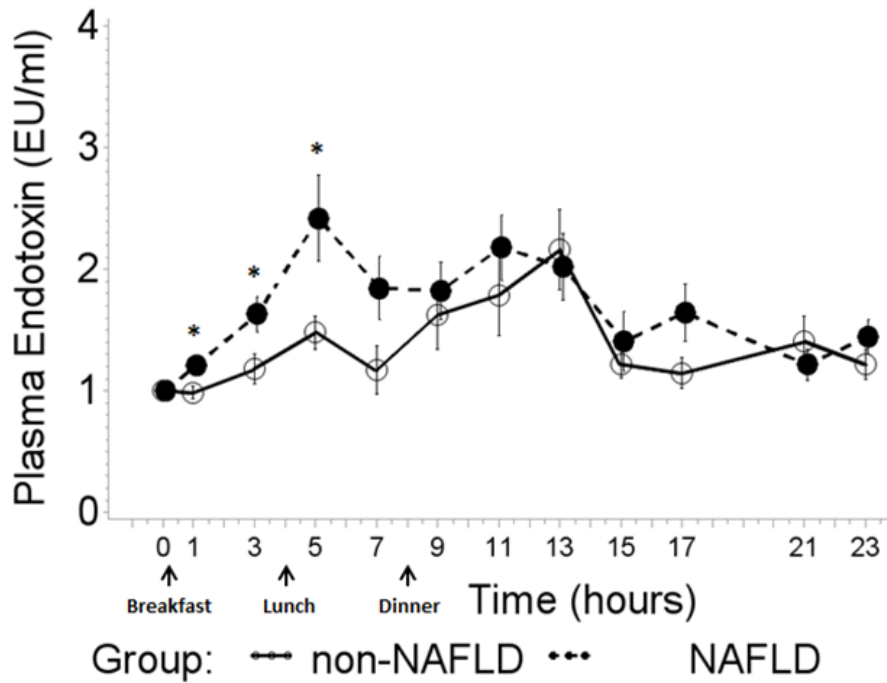 Plasma Endotoxin (EU/ml)
4
3
2
1
0
*
*
*
0 1 3 5 7 9 11 13 15 17 21 23
Breakfast Lunch Dinner
Time (hours)
Group: non-NAFLD NAFLD